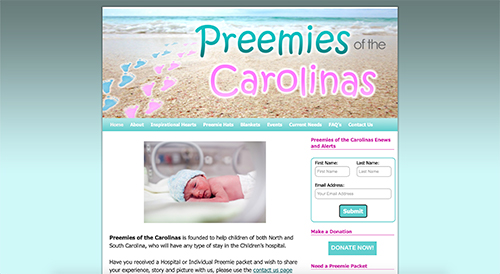 Preemies of the
Carolinas
Home About Inspirational Hearts Preemie Hats Blankets Events Current Needs FAQ's Contact Us
Preemies of the Carolinas Enews
and Alerts
First Name: Last Name:
First Name Last Name
Email Address:
Your Email Address
Submit
Make a Donation
DONATE NOW!
Need a Preemie Packet
Preemies of the Carolinas is founded to help children of both North and
South Carolina, who will have any type of stay in the Children's hospital.
Have you received a Hospital or Individual Preemie packet and wish to
share your experience, story and picture with us, please use the contact us page